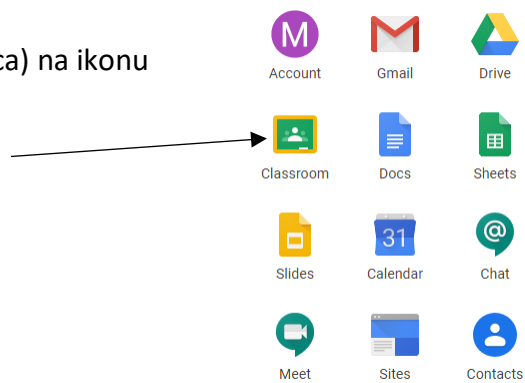 ca) na ikonu
M
Account Gmail Drive
Classroom Docs Sheets
31 @
Slides Calendar Chat
Meet Sites Contacts